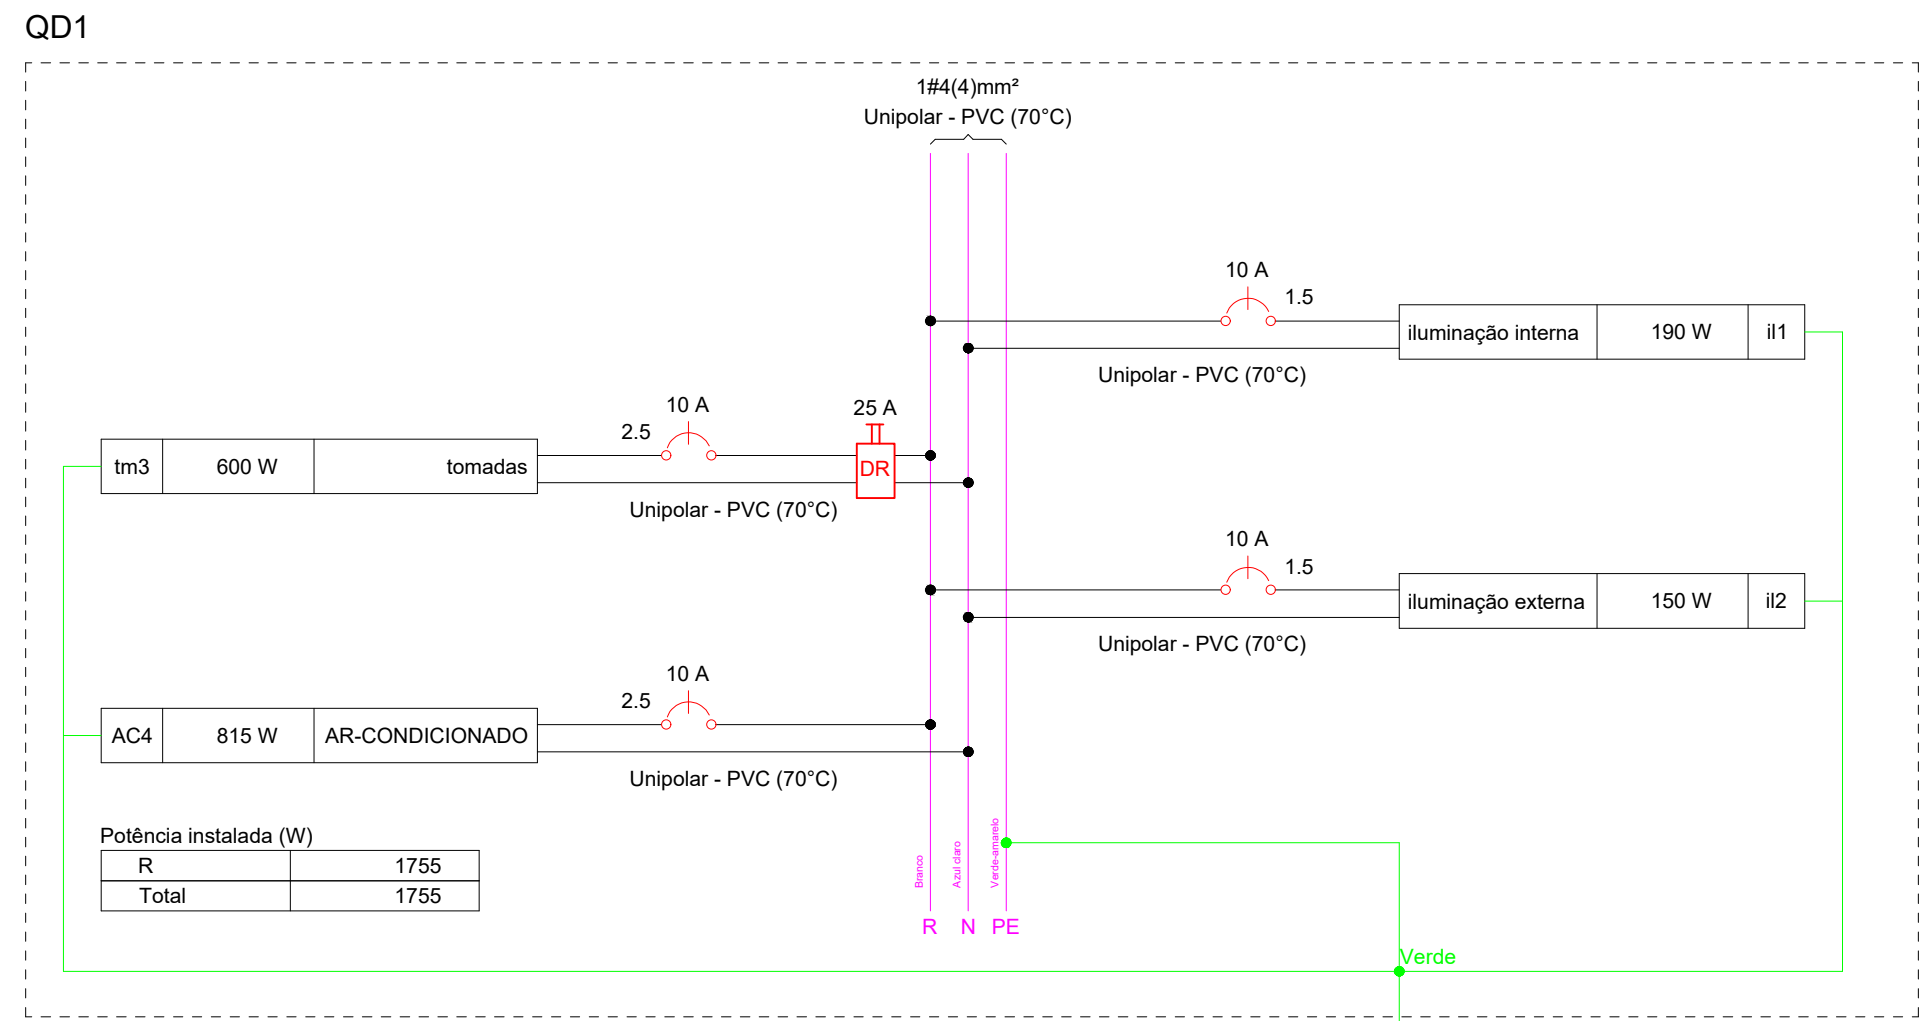 QD1
1#4(4)mm²
Unipolar - PVC (70°C)
10 A
1.5
iluminação interna 190 W il1
Unipolar - PVC (70°C)
10 A
25 A
2.5
tm3 600 W tomadas
DR
Unipolar - PVC (70°C)
10 A
1.5
iluminação externa 150 W il2
Unipolar - PVC (70°C)
10 A
2.5
AC4 815 W AR-CONDICIONADO
Unipolar - PVC (70°C)
Potência instalada (W)
R 1755
Total 1755
Branco
Azul claro
Verde-amarelo
R N PE
Verde